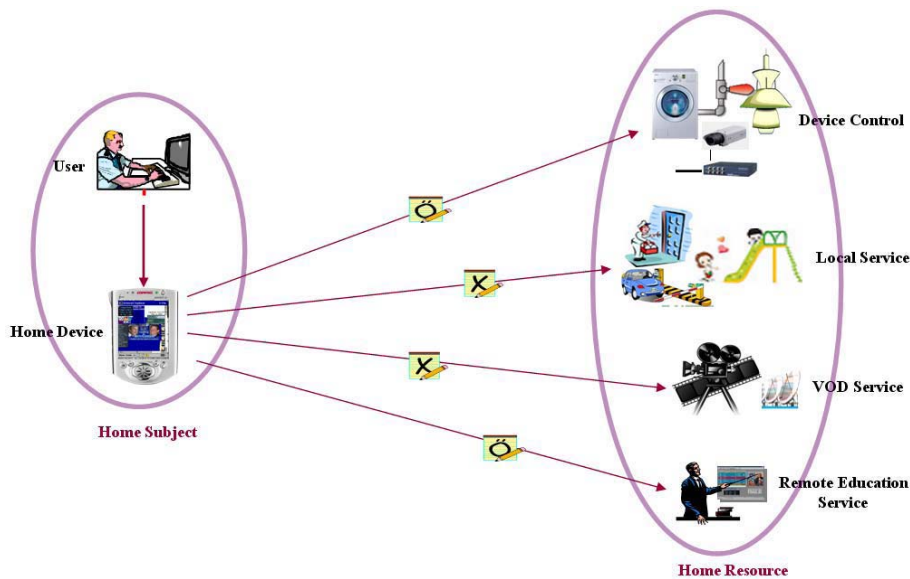 User
Home Device
Home Subject
Ö
X
X
Ö
Device Control
Local Service
VOD Service
Remote Education
Service
Home Resource